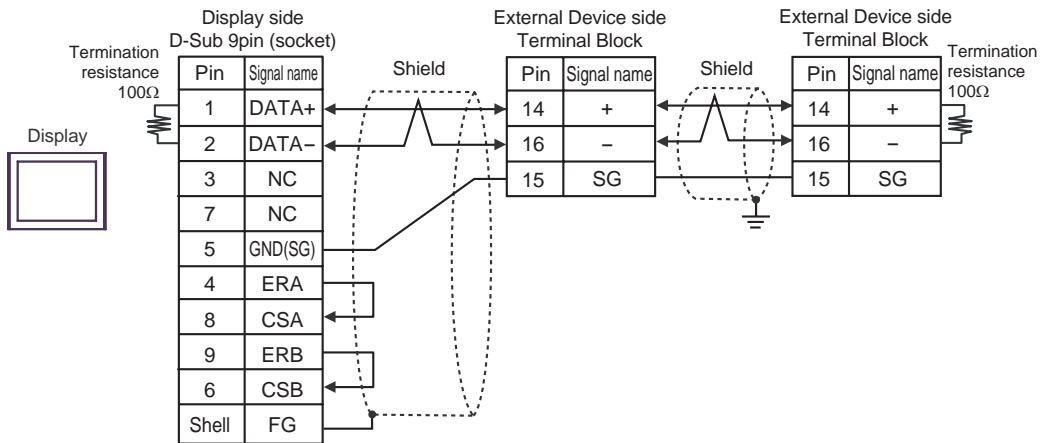 Display side
D-Sub 9pin (socket)
External Device side
Terminal Block
External Device side
Terminal Block
Termination
resistance
100Ω
Shield
Shield
Termination
resistance
100Ω
Display
Pin Signal name
1 DATA+
2 DATA−
3 NC
7 NC
5 GND(SG)
4 ERA
8 CSA
9 ERB
6 CSB
Shell FG
Pin Signal name
14 +
16 −
15 SG
Pin Signal name
14 +
16 −
15 SG